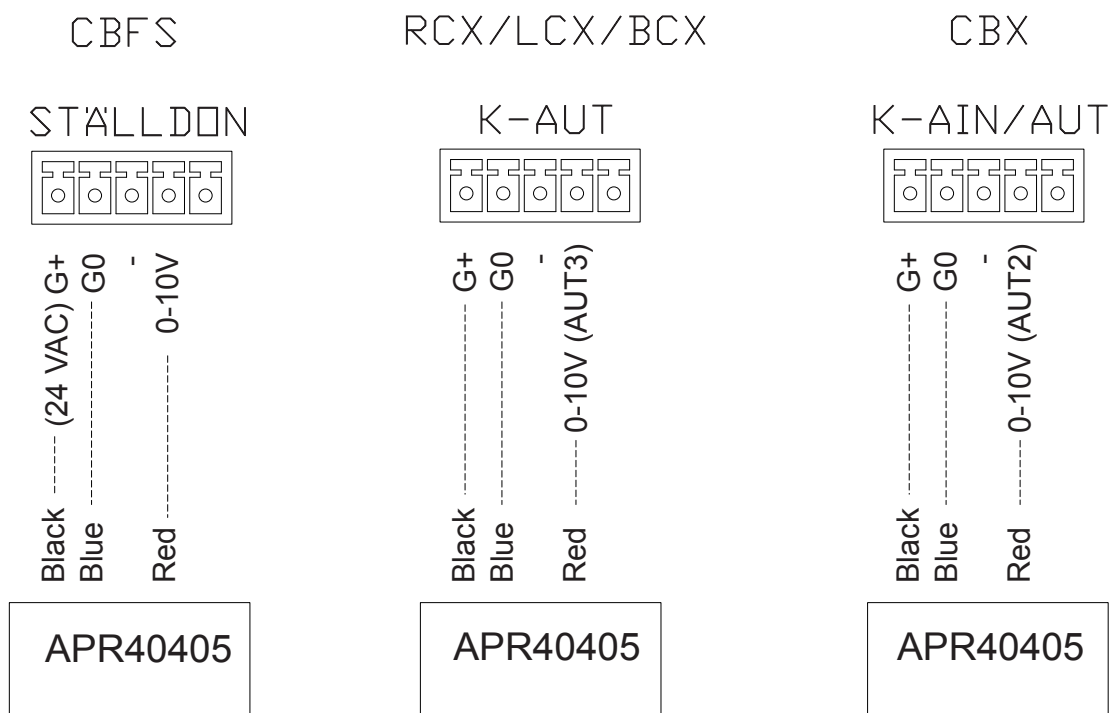 CBFS
RCX/LCX/BCX
CBX
STÄLLDON
K-AUT
K-AIN/AUT
(24 VAC) G+
G0
-
0-10V
G+
G0
-
0-10V (AUT3)
G+
G0
-
0-10V (AUT2)
Black
Blue
Red
Black
Blue
Red
Black
Blue
Red
APR40405
APR40405
APR40405